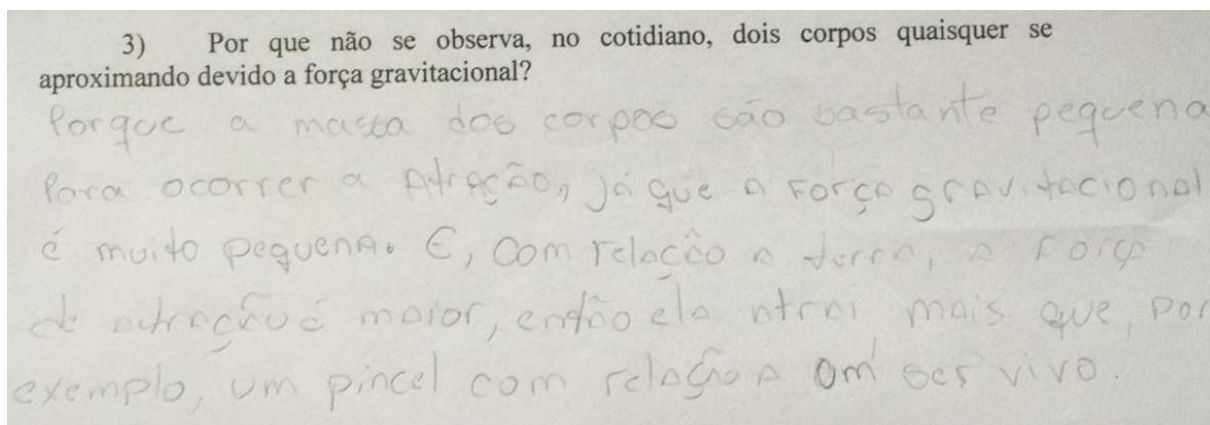 3) Por que não se observa, no cotidiano, dois corpos quaisquer se
aproximando devido a força gravitacional?
Porque a massa dos corpos são bastante pequena
Para ocorrer a Atração, já que a Força gravitacional
é muito pequena. E, com relação a terra, a Força
de atração é maior, então ela atrai mais que, por
exemplo, um pincel com relação a um ser vivo.